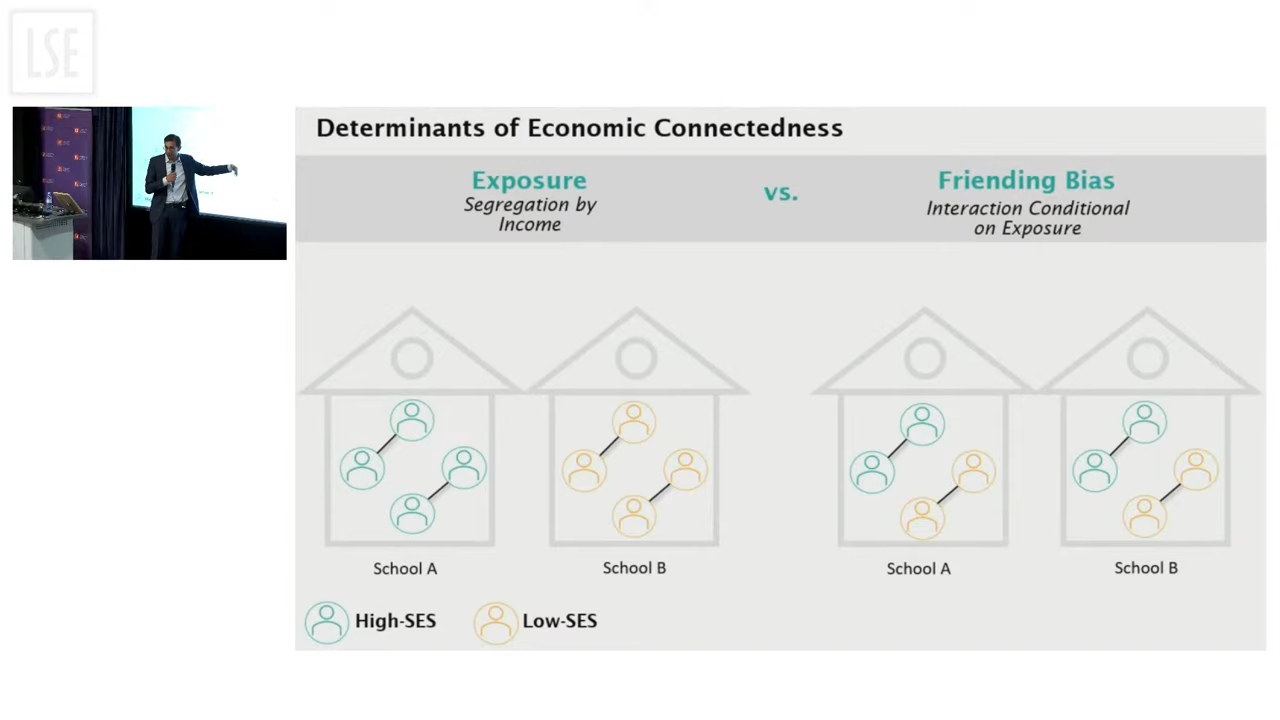 LSE
Determinants of Economic Connectedness
Exposure
Segregation by
Income
vs.
Friending Bias
Interaction Conditional
on Exposure
School A
School B
School A
School B
High-SES
Low-SES